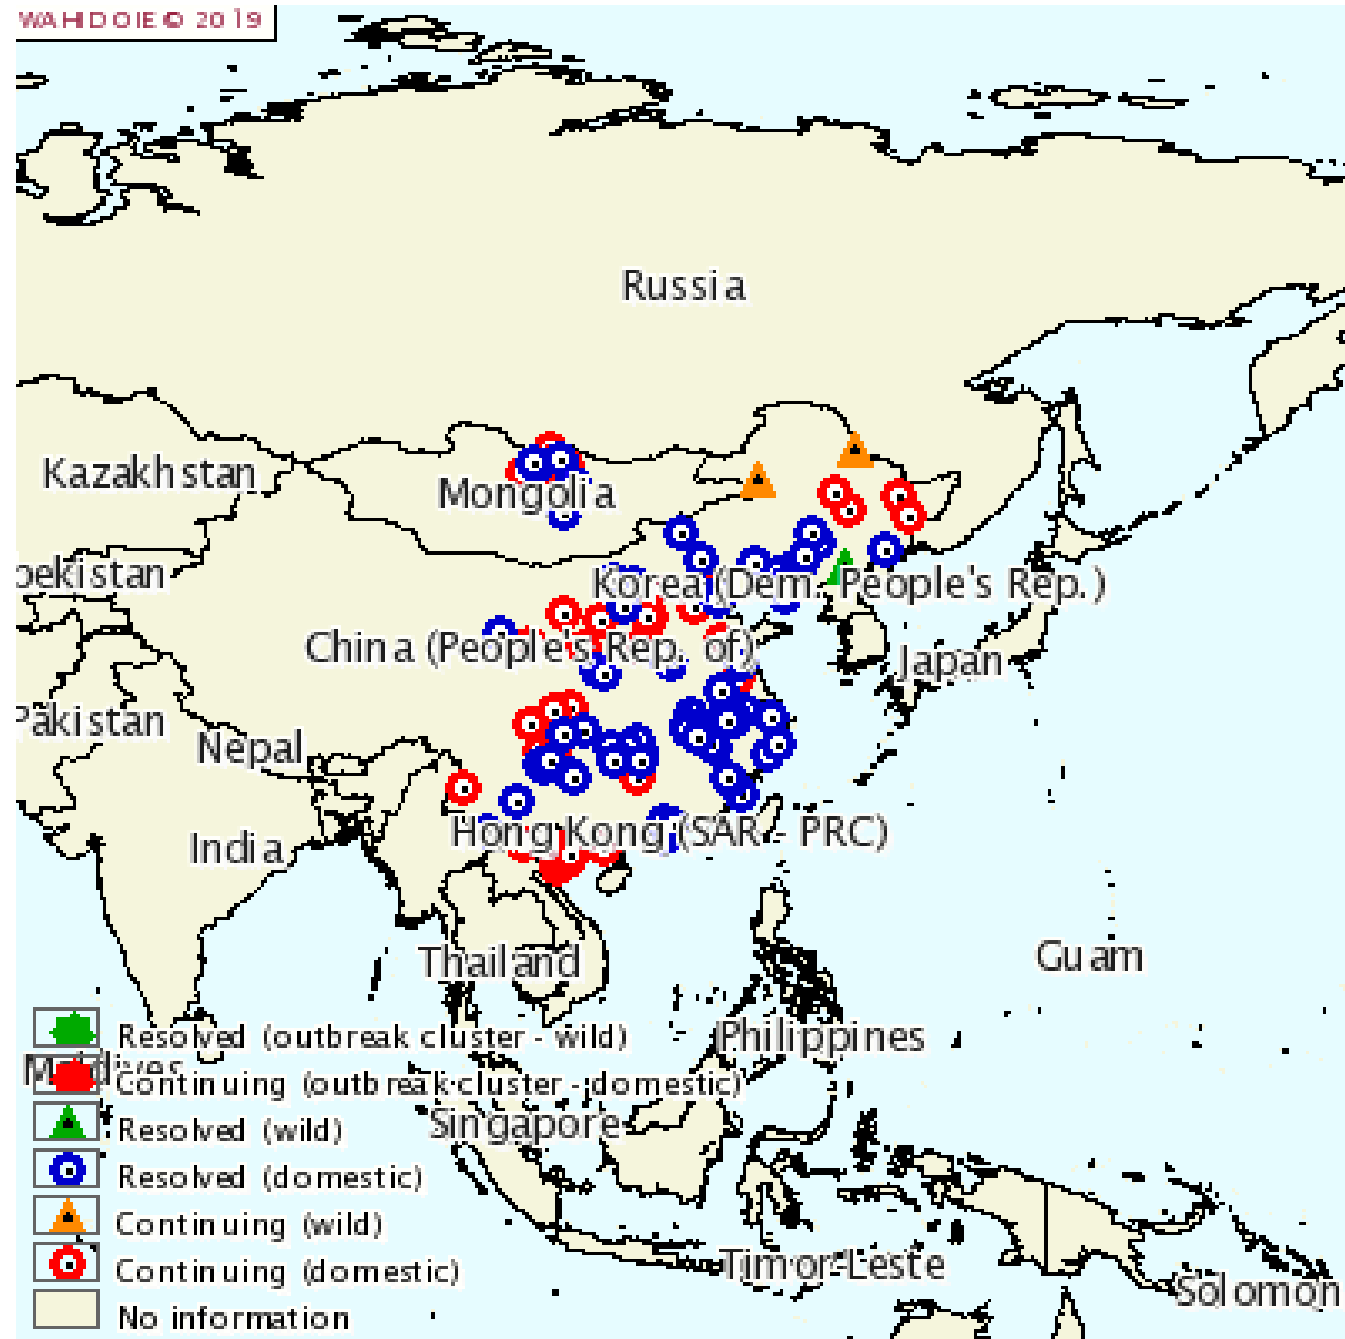 WAHIDOIE © 2019
Russia
Kazakhstan
Mongolia
bekistan
Korea (Dem. People's Rep.)
China (People's Rep. of)
Japan
Pakistan
Nepal
Hong Kong (SAR - PRC)
India
Thailand
Guam
Philippines
Resolved (outbreak cluster - wild)
Maldives
Continuing (outbreak cluster - domestic)
Singapore
Resolved (wild)
Resolved (domestic)
Continuing (wild)
Timor-Leste
Continuing (domestic)
Solomon
No information